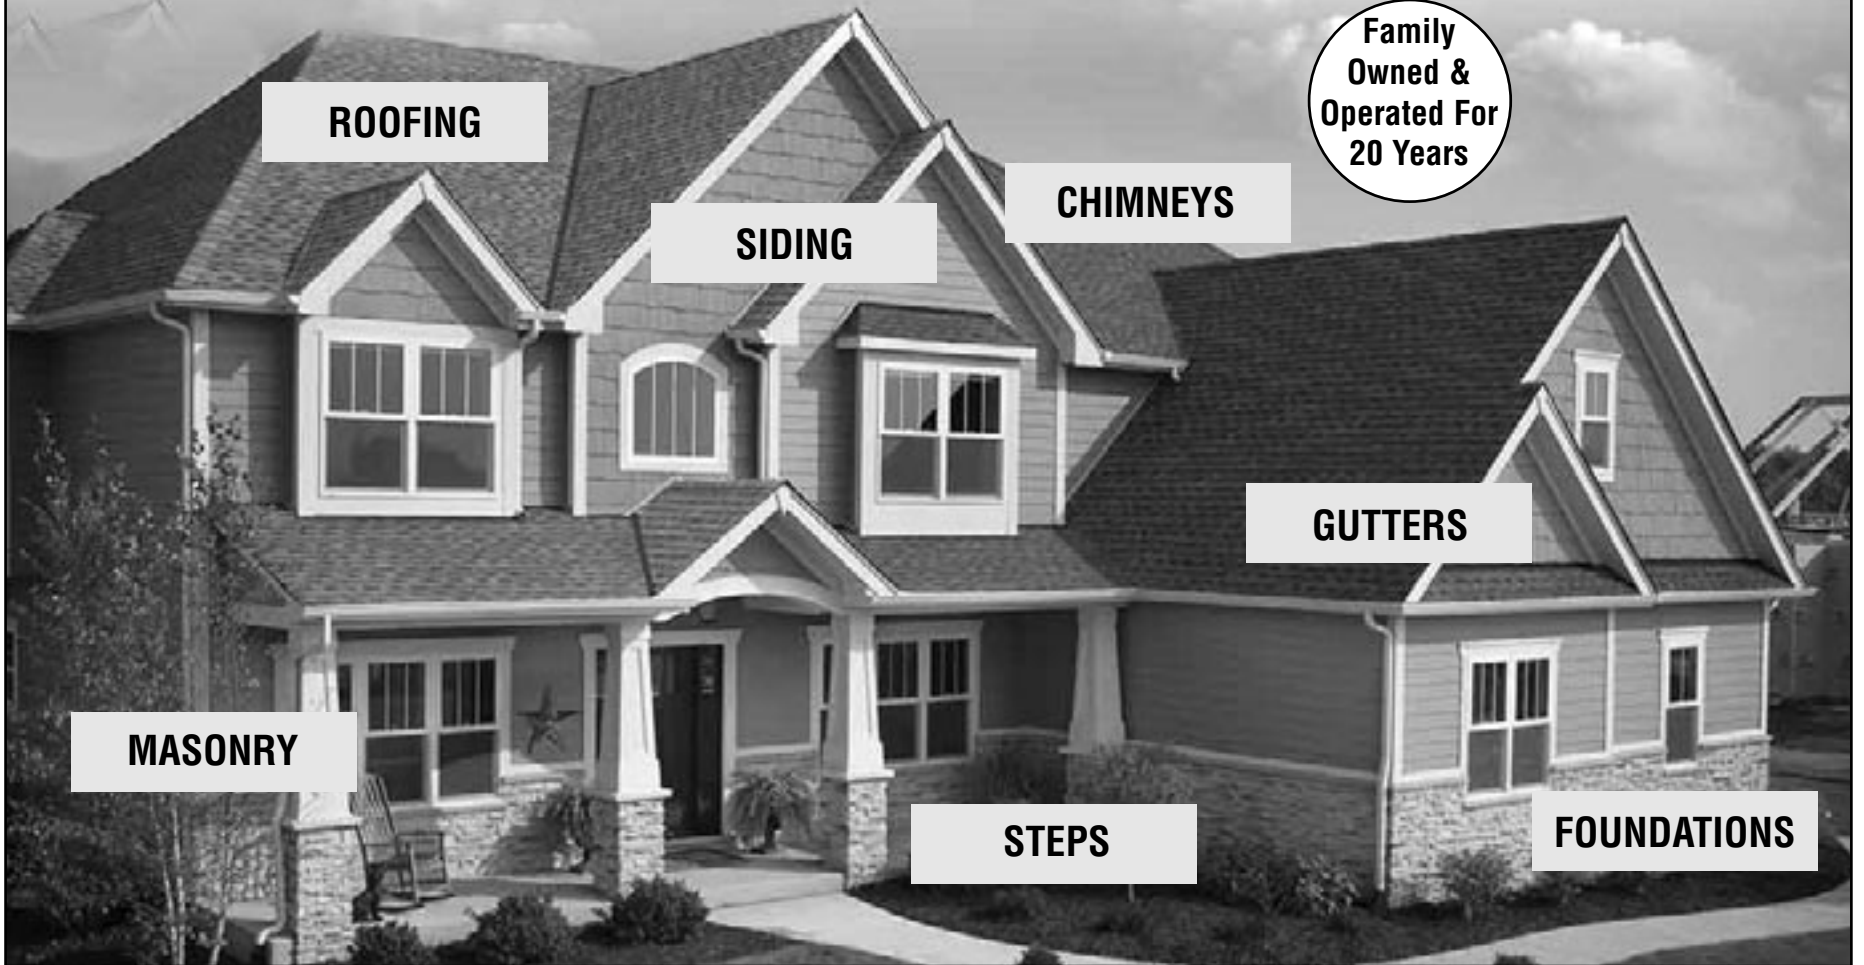 Family
Owned &
Operated For
20 Years
ROOFING
CHIMNEYS
SIDING
GUTTERS
MASONRY
STEPS
FOUNDATIONS